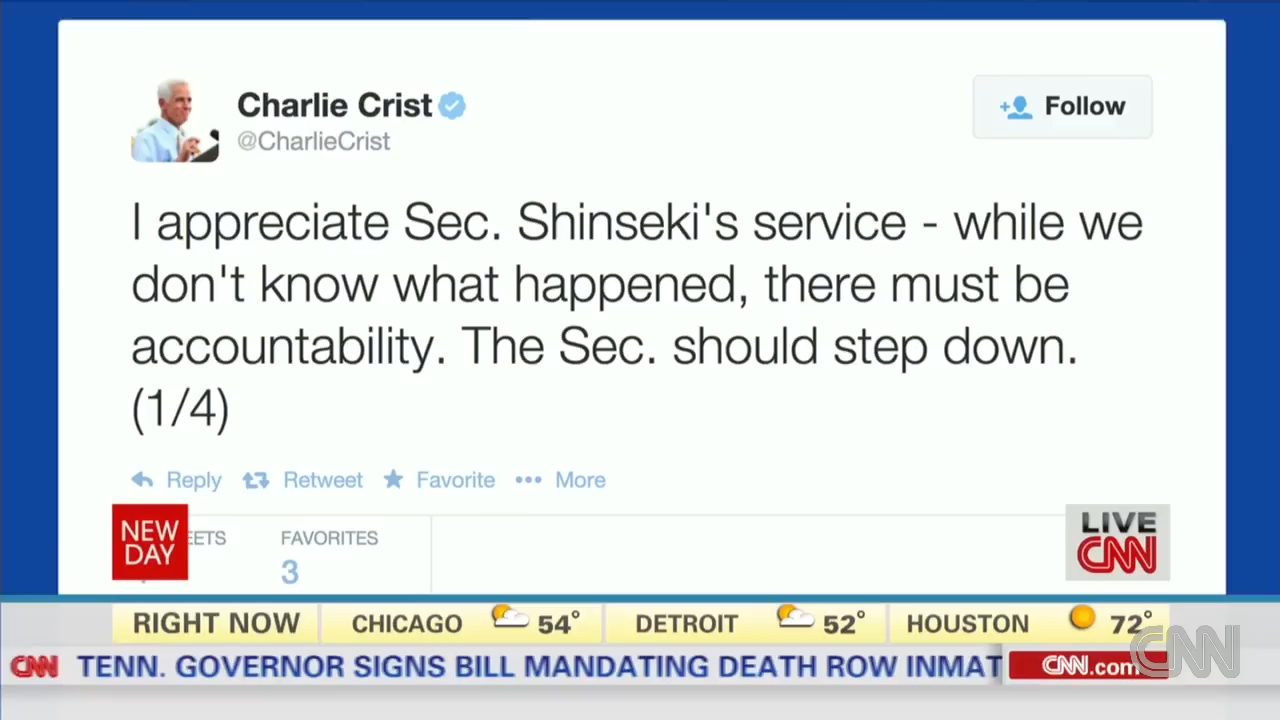 Charlie Crist
@CharlieCrist
Follow
I appreciate Sec. Shinseki's service - while we
don't know what happened, there must be
accountability. The Sec. should step down.
(1/4)
Reply Retweet Favorite More
EETS FAVORITES
3
NEW
DAY
LIVE
CNN
RIGHT NOW CHICAGO 54° DETROIT 52° HOUSTON 72°
CNN TENN. GOVERNOR SIGNS BILL MANDATING DEATH ROW INMAT CNN.com CNN